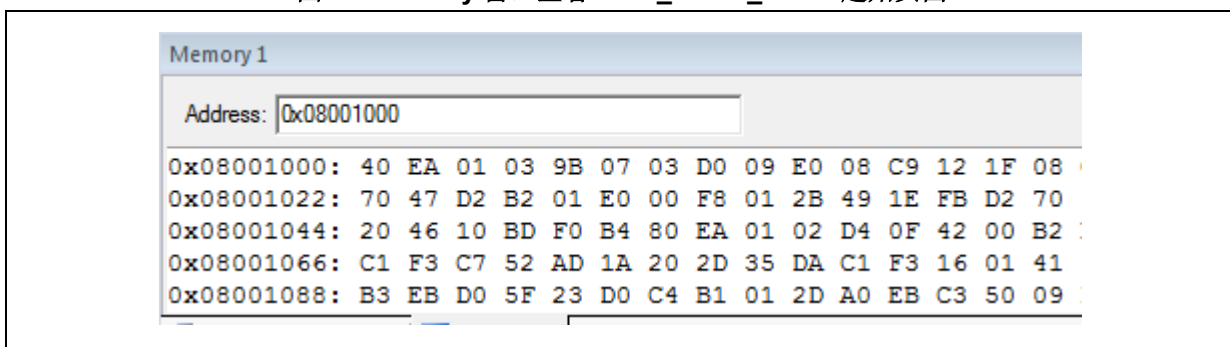 Memory 1
Address: 0x08001000
0x08001000: 40 EA 01 03 9B 07 03 D0 09 E0 08 C9 12 1F 08
0x08001022: 70 47 D2 B2 01 E0 00 F8 01 2B 49 1E FB D2 70
0x08001044: 20 46 10 BD F0 B4 80 EA 01 02 D4 0F 42 00 B2
0x08001066: C1 F3 C7 52 AD 1A 20 2D 35 DA C1 F3 16 01 41
0x08001088: B3 EB D0 5F 23 D0 C4 B1 01 2D A0 EB C3 50 09